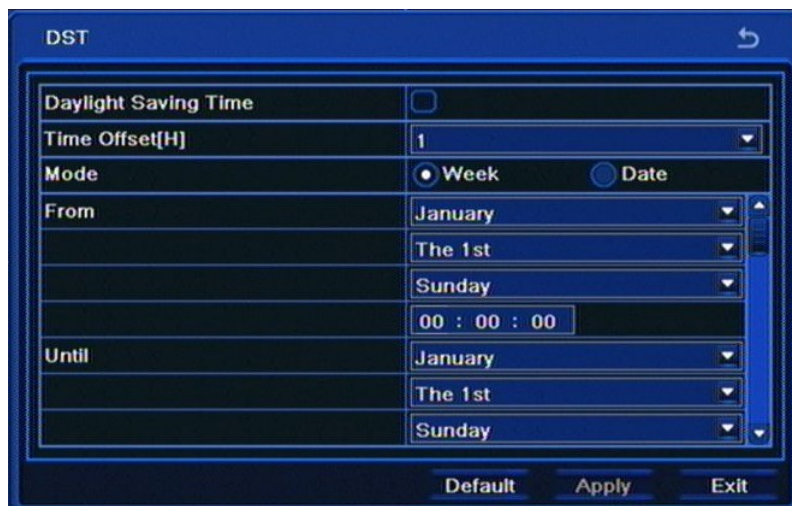 DST
Daylight Saving Time
Time Offset[H] 1
Mode Week Date
From January
The 1st
Sunday
00 : 00 : 00
Until January
The 1st
Sunday
Default Apply Exit